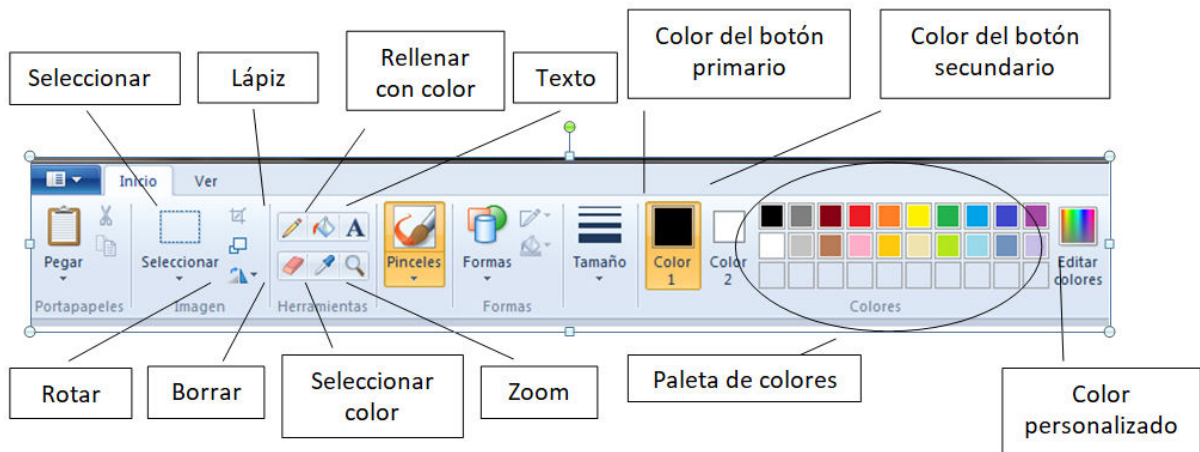 Seleccionar
Lápiz
Rellenar
con color
Texto
Color del botón
primario
Color del botón
secundario
Inicio
Ver
Pegar
Seleccionar
A
Pinceles
Formas
Tamaño
Color
1
Color
2
Editar
colores
Portapapeles
Imagen
Herramientas
Formas
Colores
Rotar
Borrar
Seleccionar
color
Zoom
Paleta de colores
Color
personalizado